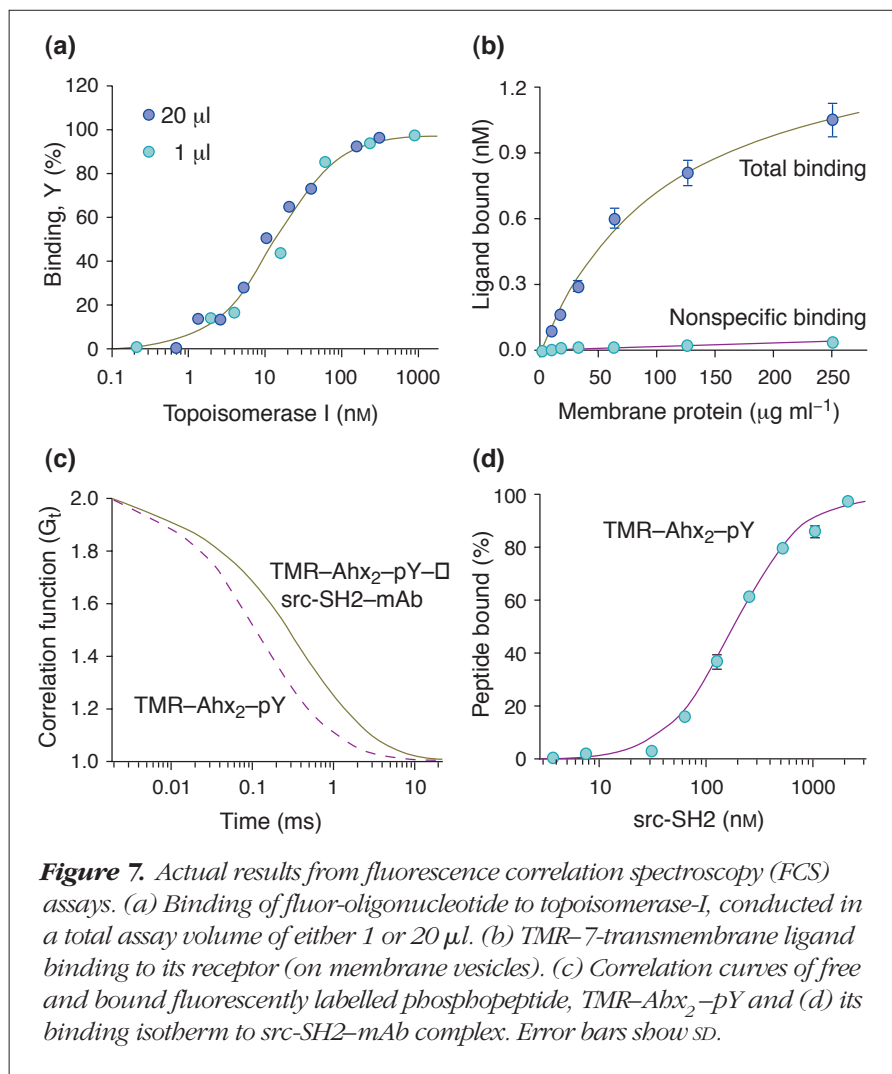 (a)
120
100
80
60
40
20
0
Binding, Y (%)
20 µl
1 µl
0.1 1 10 100 1000
Topoisomerase I (nM)
(b)
1.2
0.9
0.6
0.3
0.0
Ligand bound (nM)
Total binding
Nonspecific binding
0 50 100 150 200 250
Membrane protein (µg ml⁻¹)
(c)
2.0
1.8
1.6
1.4
1.2
1.0
Correlation function (Gₜ)
TMR–Ahx₂–pY–□
src-SH2–mAb
TMR–Ahx₂–pY
0.01 0.1 1 10
Time (ms)
(d)
100
80
60
40
20
0
Peptide bound (%)
TMR–Ahx₂–pY
10 100 1000
src-SH2 (nM)
Figure 7. Actual results from fluorescence correlation spectroscopy (FCS)
assays. (a) Binding of fluor-oligonucleotide to topoisomerase-I, conducted in
a total assay volume of either 1 or 20 µl. (b) TMR–7-transmembrane ligand
binding to its receptor (on membrane vesicles). (c) Correlation curves of free
and bound fluorescently labelled phosphopeptide, TMR–Ahx₂–pY and (d) its
binding isotherm to src-SH2–mAb complex. Error bars show SD.